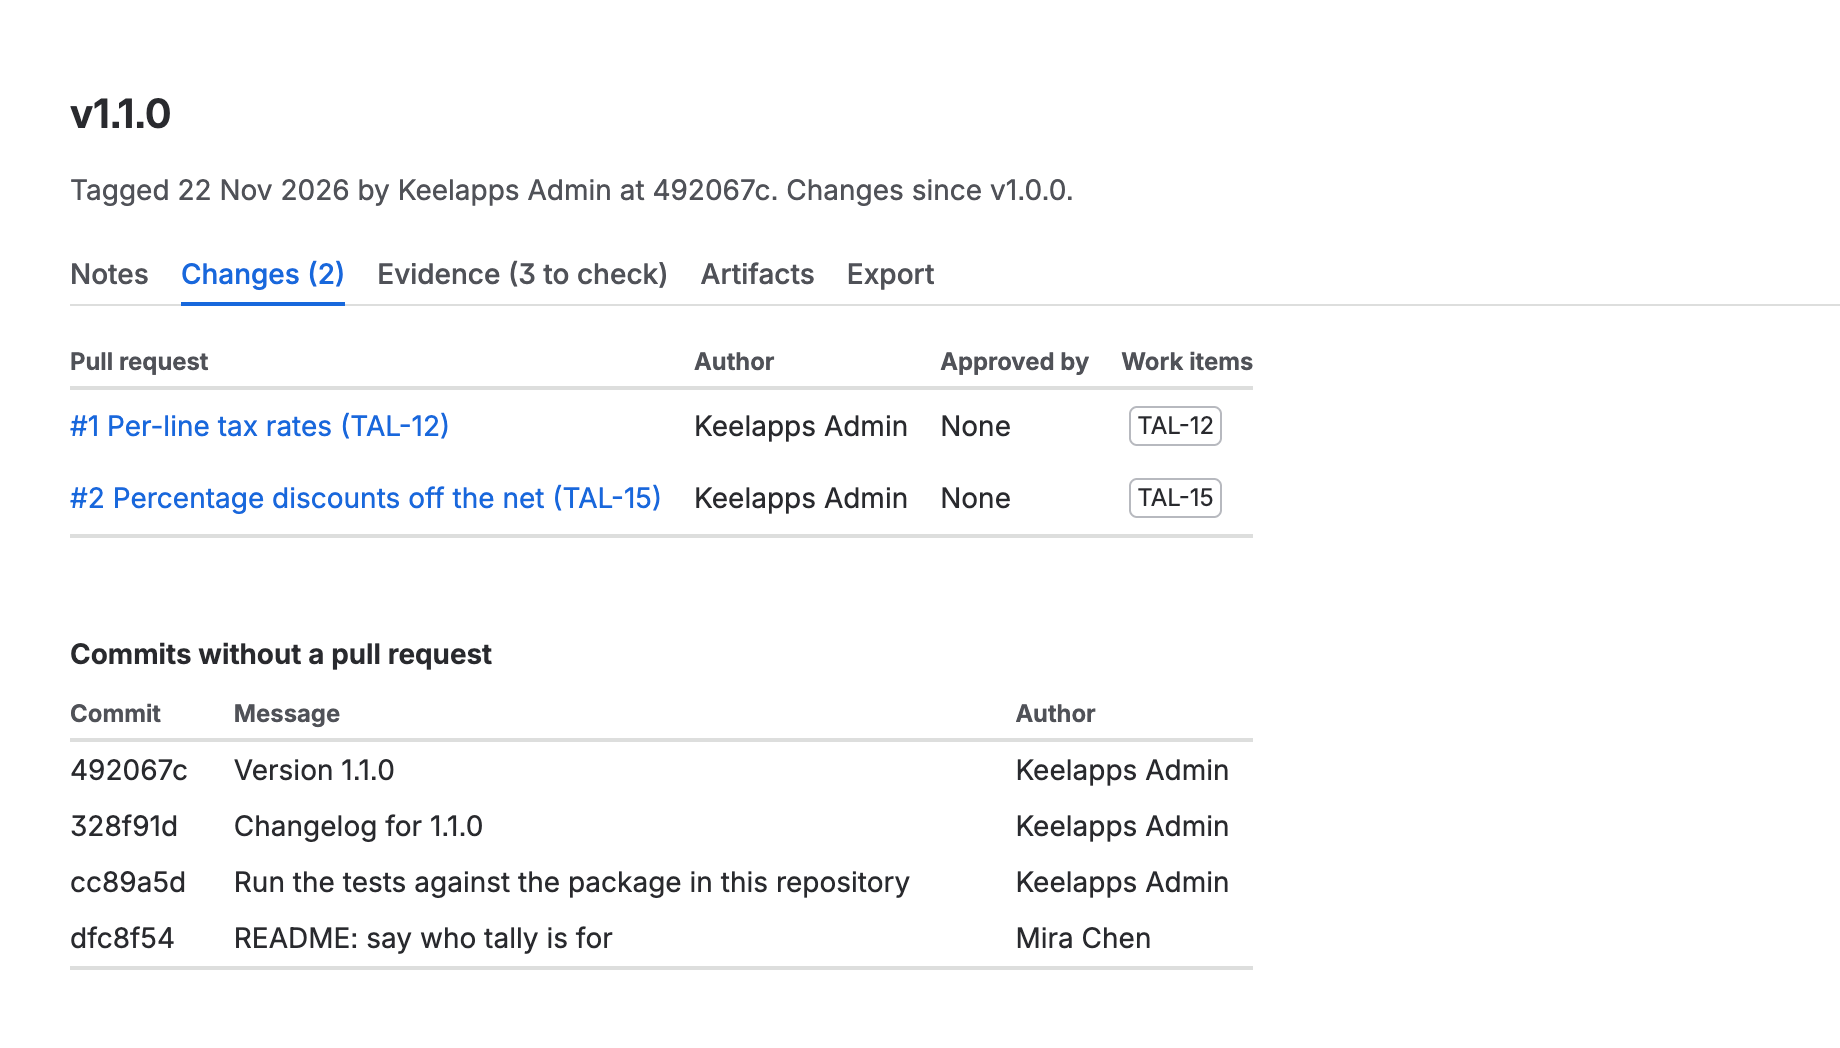 v1.1.0
Tagged 22 Nov 2026 by Keelapps Admin at 492067c. Changes since v1.0.0.
Notes Changes (2) Evidence (3 to check) Artifacts Export
Pull request Author Approved by Work items
#1 Per-line tax rates (TAL-12) Keelapps Admin None TAL-12
#2 Percentage discounts off the net (TAL-15) Keelapps Admin None TAL-15
Commits without a pull request
Commit Message Author
492067c Version 1.1.0 Keelapps Admin
328f91d Changelog for 1.1.0 Keelapps Admin
cc89a5d Run the tests against the package in this repository Keelapps Admin
dfc8f54 README: say who tally is for Mira Chen